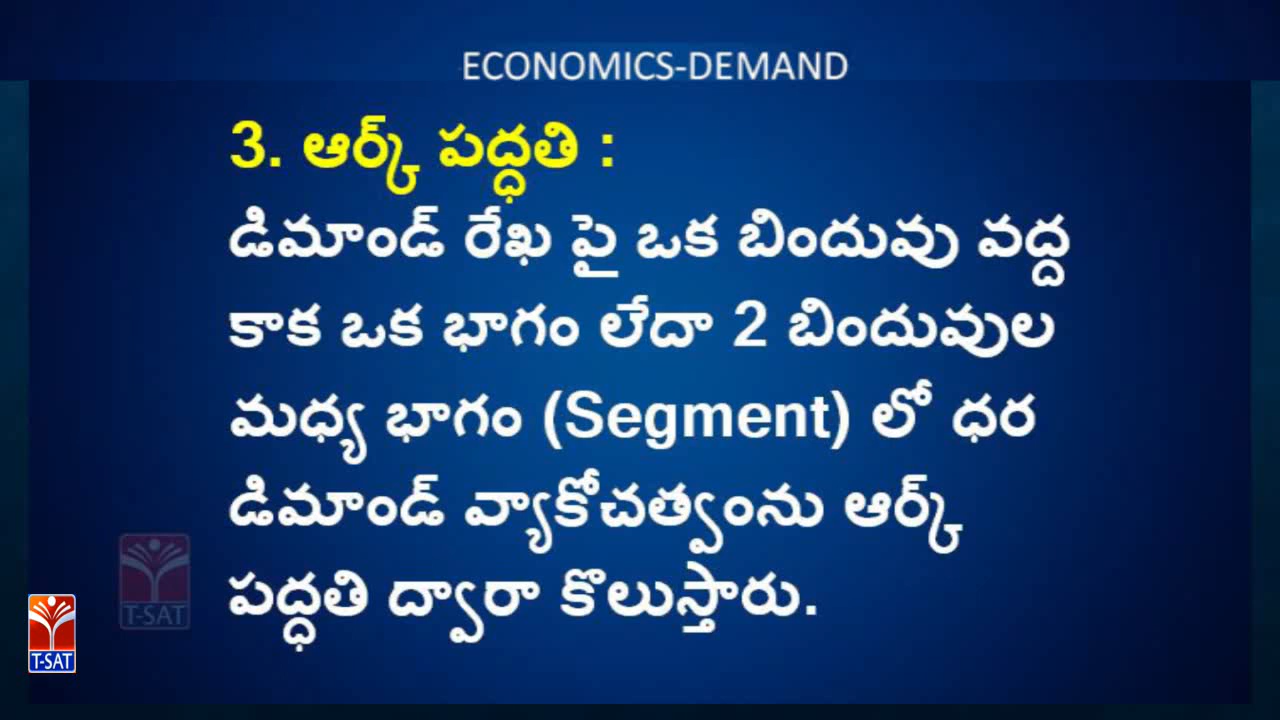 ECONOMICS-DEMAND
3. ఆర్క్ పద్ధతి :
డిమాండ్ రేఖ పై ఒక బిందువు వద్ద
కాక ఒక భాగం లేదా 2 బిందువుల
మధ్య భాగం (Segment) లో ధర
డిమాండ్ వ్యాకోచత్వంను ఆర్క్
పద్ధతి ద్వారా కొలుస్తారు.
T-SAT
T-SAT